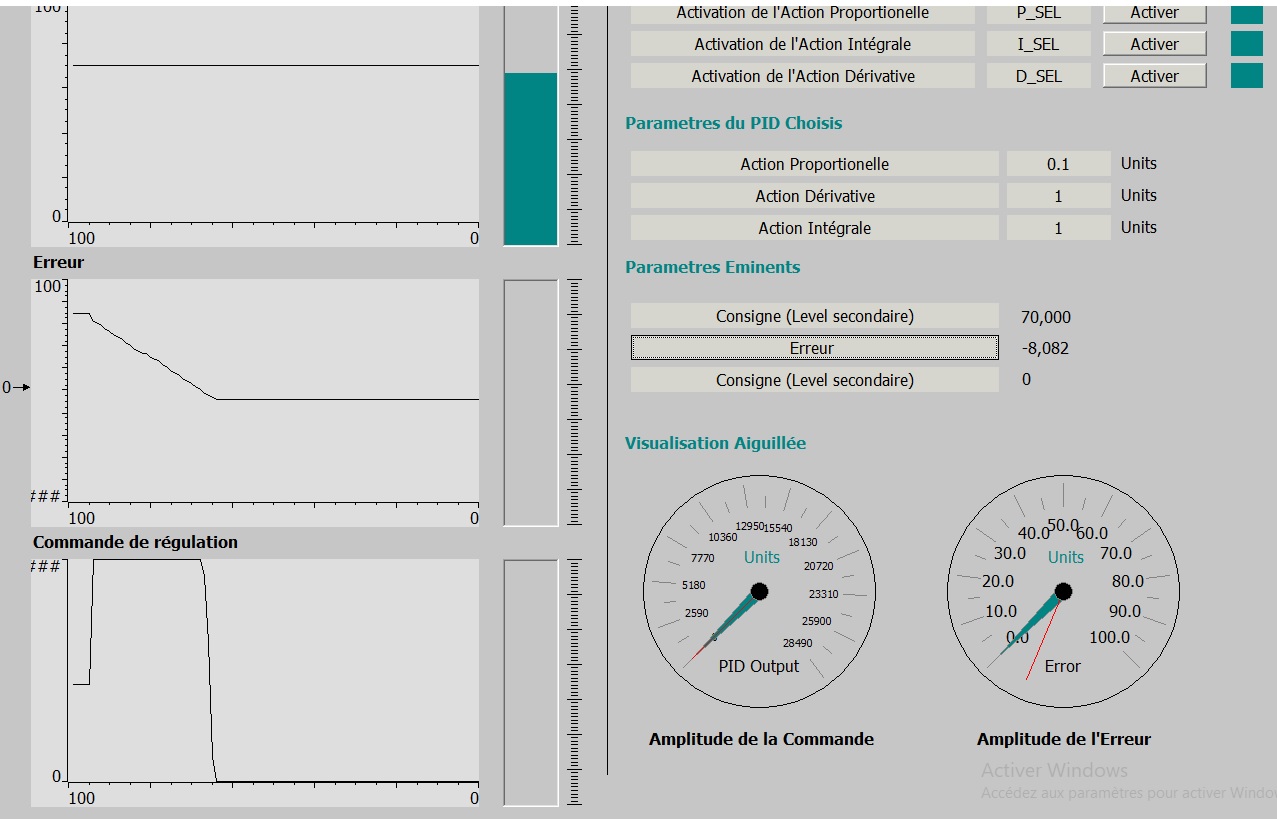 100
0
100 0
Activation de l'Action Proportionelle P_SEL Activer
Activation de l'Action Intégrale I_SEL Activer
Activation de l'Action Dérivative D_SEL Activer
Parametres du PID Choisis
Action Proportionelle 0.1 Units
Action Dérivative 1 Units
Action Intégrale 1 Units
Erreur
100
0
##
100 0
Parametres Eminents
Consigne (Level secondaire) 70,000
Erreur -8,082
Consigne (Level secondaire) 0
Commande de régulation
##
0
100 0
Visualisation Aiguillée
0
2590
5180
7770
10360
12950
15540
18130
20720
23310
25900
28490
Units
PID Output
Amplitude de la Commande
0.0
10.0
20.0
30.0
40.0
50.0
60.0
70.0
80.0
90.0
100.0
Units
Error
Amplitude de l'Erreur
Activer Windows
Accédez aux paramètres pour activer